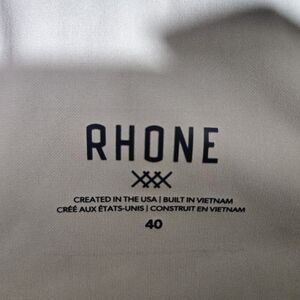 RHONE
CREATED IN THE USA | BUILT IN VIETNAM
CRÉÉ AUX ÉTATS-UNIS | CONSTRUIT EN VIETNAM
40